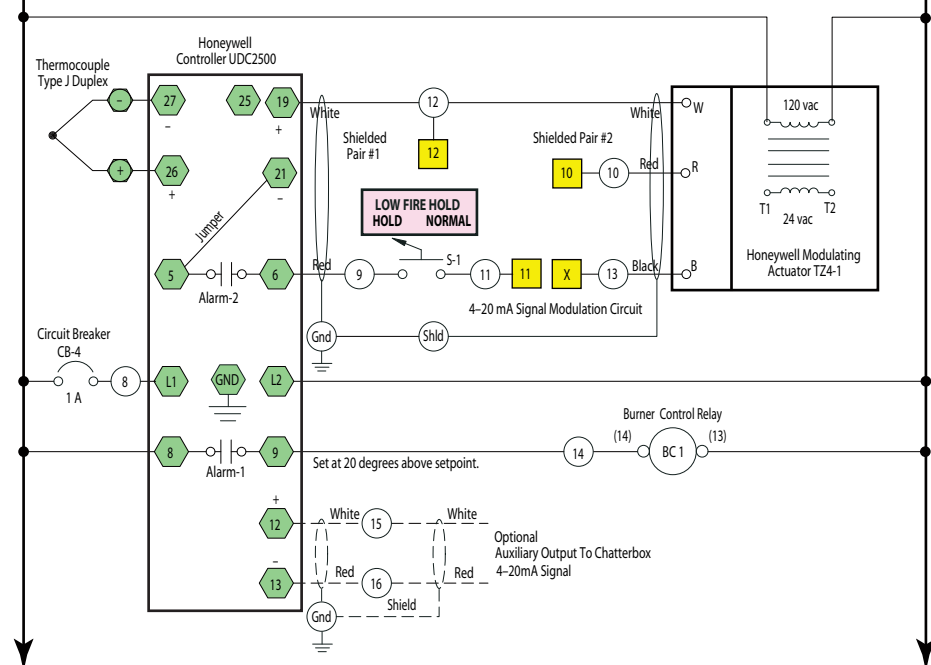 Honeywell
Controller UDC2500
Thermocouple
Type J Duplex
120 vac
–
27
25
19
12
W
–
+
White
White
Shielded
Pair #1
12
Shielded Pair #2
+
26
21
10
10
Red
R
+
–
T1
T2
24 vac
LOW FIRE HOLD
HOLD NORMAL
Jumper
S-1
Honeywell Modulating
Actuator TZ4-1
5
6
Red
9
11
11
X
13
Black
B
Alarm-2
4–20 mA Signal Modulation Circuit
Gnd
Shld
Circuit Breaker
CB-4
8
L1
GND
L2
1 A
Burner Control Relay
(14)
(13)
8
9
14
BC 1
Alarm-1
Set at 20 degrees above setpoint.
+
12
White
15
White
Optional
Auxiliary Output To Chatterbox
4–20mA Signal
–
13
Red
16
Red
Shield
Gnd